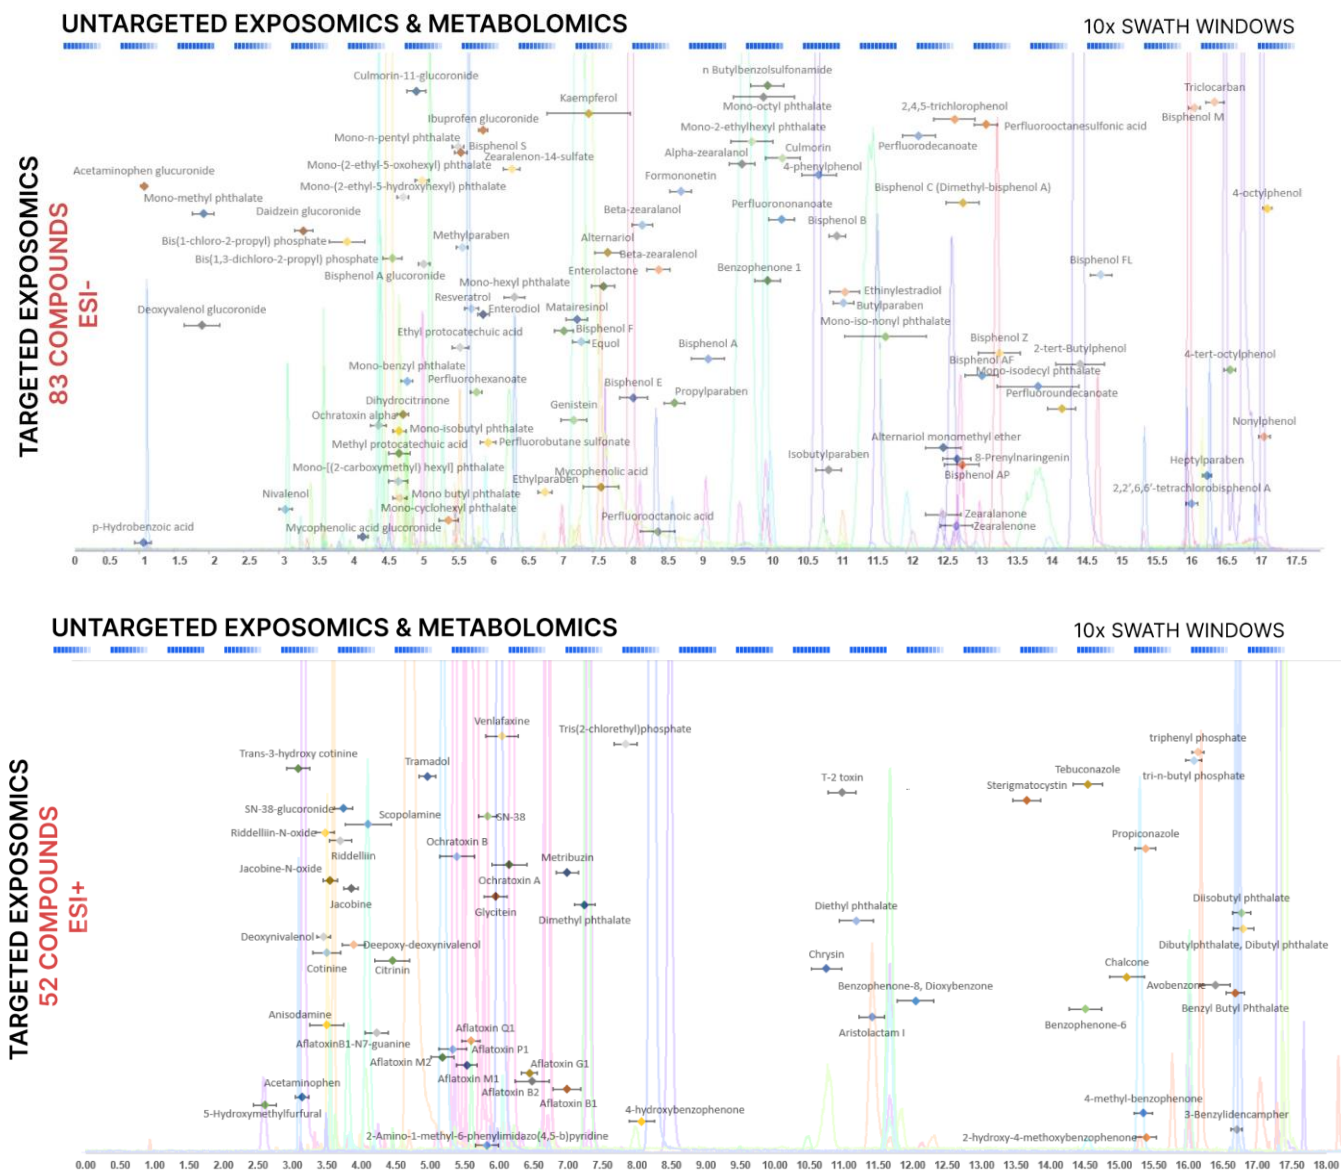 UNTARGETED EXPOSOMICS & METABOLOMICS
10x SWATH WINDOWS
TARGETED EXPOSOMICS
83 COMPOUNDS
ESI-
Culmorin-11-glucoronide
n Butylbenzolsulfonamide
Triclocarban
Kaempferol
Mono-octyl phthalate
2,4,5-trichlorophenol
Bisphenol M
Ibuprofen glucoronide
Mono-2-ethylhexyl phthalate
Perfluorooctanesulfonic acid
Mono-n-pentyl phthalate
Bisphenol S
Culmorin
Perfluorodecanoate
Zearalenon-14-sulfate
Alpha-zearalanol
Mono-(2-ethyl-5-oxohexyl) phthalate
4-phenylphenol
Acetaminophen glucuronide
Formononetin
Mono-(2-ethyl-5-hydroxyhexyl) phthalate
Bisphenol C (Dimethyl-bisphenol A)
4-octylphenol
Mono-methyl phthalate
Perfluorononanoate
Daidzein glucoronide
Beta-zearalanol
Bisphenol B
Methylparaben
Alternariol
Bis(1-chloro-2-propyl) phosphate
Beta-zearalenol
Bis(1,3-dichloro-2-propyl) phosphate
Bisphenol FL
Enterolactone
Benzophenone 1
Bisphenol A glucoronide
Mono-hexyl phthalate
Ethinylestradiol
Resveratrol
Enterodiol
Matairesinol
Butylparaben
Deoxyvalenol glucoronide
Mono-iso-nonyl phthalate
Ethyl protocatechuic acid
Bisphenol F
Bisphenol Z
Equol
Bisphenol A
2-tert-Butylphenol
4-tert-octylphenol
Bisphenol AF
Mono-benzyl phthalate
Mono-isodecyl phthalate
Perfluorohexanoate
Bisphenol E
Propylparaben
Perfluoroundecanoate
Dihydrocitrinone
Genistein
Ochratoxin alpha
Nonylphenol
Mono-isobutyl phthalate
Alternariol monomethyl ether
Methyl protocatechuic acid
Perfluorobutane sulfonate
Isobutylparaben
8-Prenylnaringenin
Heptylparaben
Mono-[(2-carboxymethyl) hexyl] phthalate
Mycophenolic acid
Bisphenol AP
Ethylparaben
2,2',6,6'-tetrachlorobisphenol A
Nivalenol
Mono butyl phthalate
Mono-cyclohexyl phthalate
Perfluorooctanoic acid
Zearalanone
p-Hydrobenzoic acid
Mycophenolic acid glucuronide
Zearalenone
0 1 2 3 3.5 4 4.5 5 5.5 6 6.5 7 7.5 8 8.5 9 9.5 10 10.5 11 11.5 12 12.5 13 13.5 14 14.5 15 15.5 16 16.5 17 17.5
UNTARGETED EXPOSOMICS & METABOLOMICS
10x SWATH WINDOWS
TARGETED EXPOSOMICS
52 COMPOUNDS
ESI+
Venlafaxine
Tris(2-chlorethyl)phosphate
triphenyl phosphate
Trans-3-hydroxy cotinine
Tramadol
T-2 toxin
Tebuconazole
tri-n-butyl phosphate
Sterigmatocystin
SN-38-glucoronide
Scopolamine
SN-38
Riddelliin-N-oxide
Ochratoxin B
Propiconazole
Riddelliin
Metribuzin
Jacobine-N-oxide
Ochratoxin A
Jacobine
Glycitein
Dimethyl phthalate
Diethyl phthalate
Diisobutyl phthalate
Deoxynivalenol
Deepoxy-deoxynivalenol
Dibutylphthalate, Dibutyl phthalate
Cotinine
Citrinin
Chrysin
Chalcone
Benzophenone-8, Dioxybenzone
Avobenzone
Benzyl Butyl Phthalate
Anisodamine
Aflatoxin Q1
Aristolactam I
Benzophenone-6
AflatoxinB1-N7-guanine
Aflatoxin P1
Aflatoxin M2
Aflatoxin G1
Aflatoxin M1
Acetaminophen
Aflatoxin B2
Aflatoxin B1
4-methyl-benzophenone
5-Hydroxymethylfurfural
4-hydroxybenzophenone
3-Benzylidencampher
2-Amino-1-methyl-6-phenylimidazo(4,5-b)pyridine
2-hydroxy-4-methoxybenzophenone
0.00 0.50 1.00 1.50 2.00 2.50 3.00 3.50 4.00 4.50 5.00 5.50 6.00 6.50 7.00 7.50 8.00 8.50 9.00 9.50 10.00 10.50 11.00 11.50 12.00 12.50 13.00 13.50 14.00 14.50 15.00 15.50 16.00 16.50 17.00 17.50